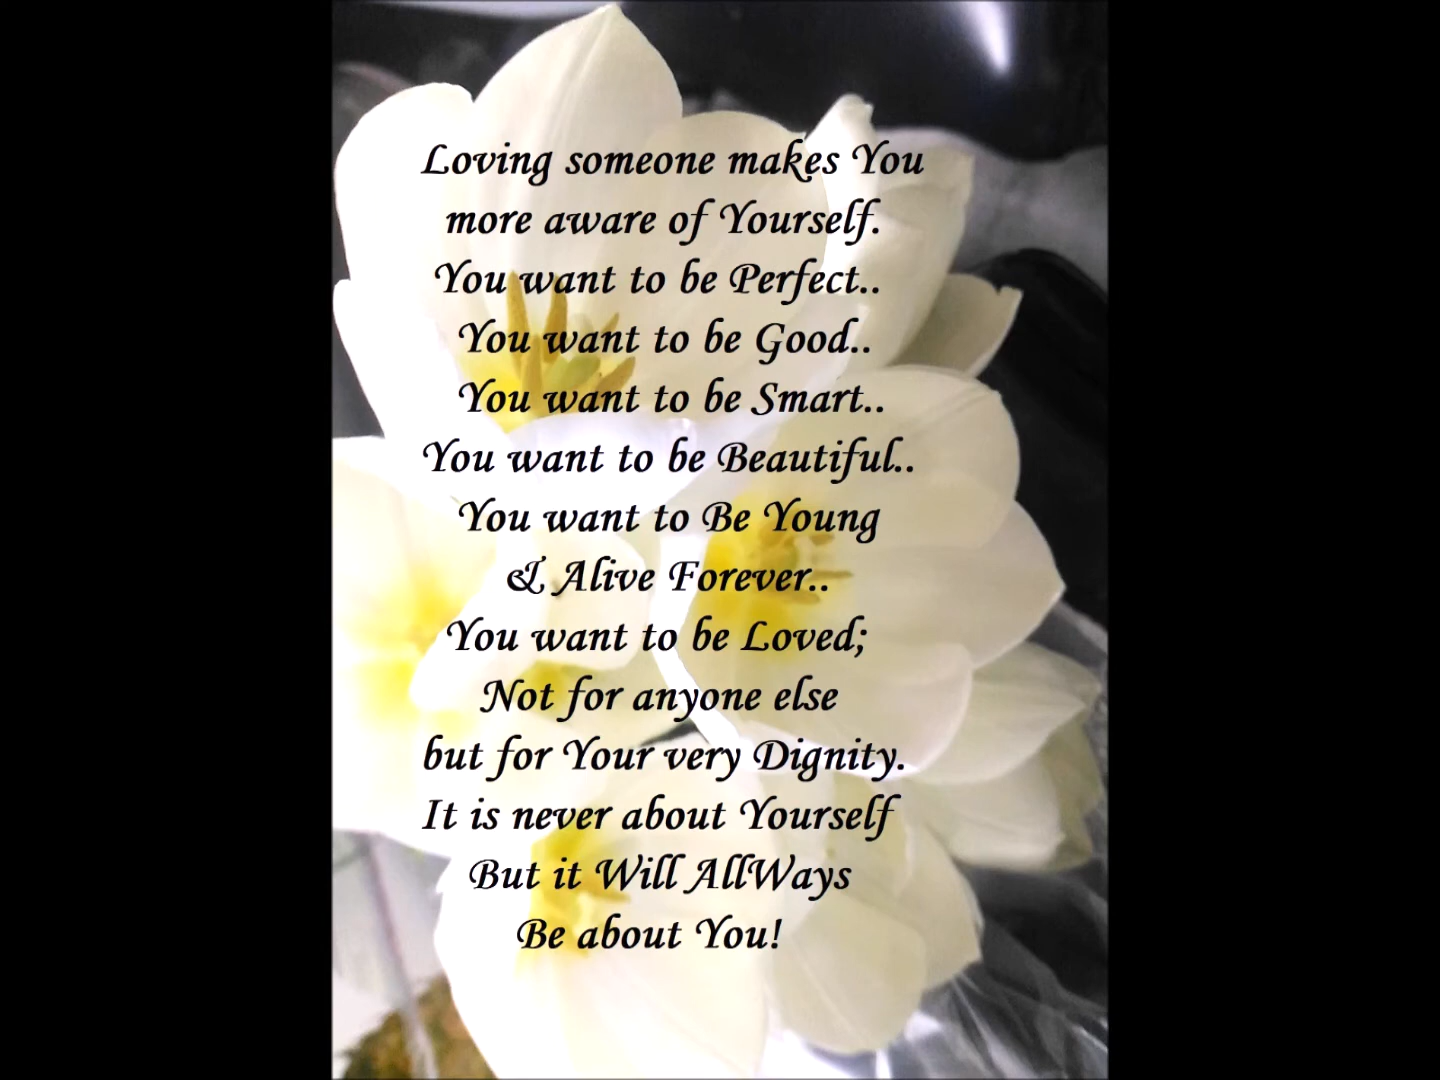 Loving someone makes You
more aware of Yourself.
You want to be Perfect..
You want to be Good..
You want to be Smart..
You want to be Beautiful..
You want to Be Young
& Alive Forever..
You want to be Loved;
Not for anyone else
but for Your very Dignity.
It is never about Yourself
But it Will AllWays
Be about You!